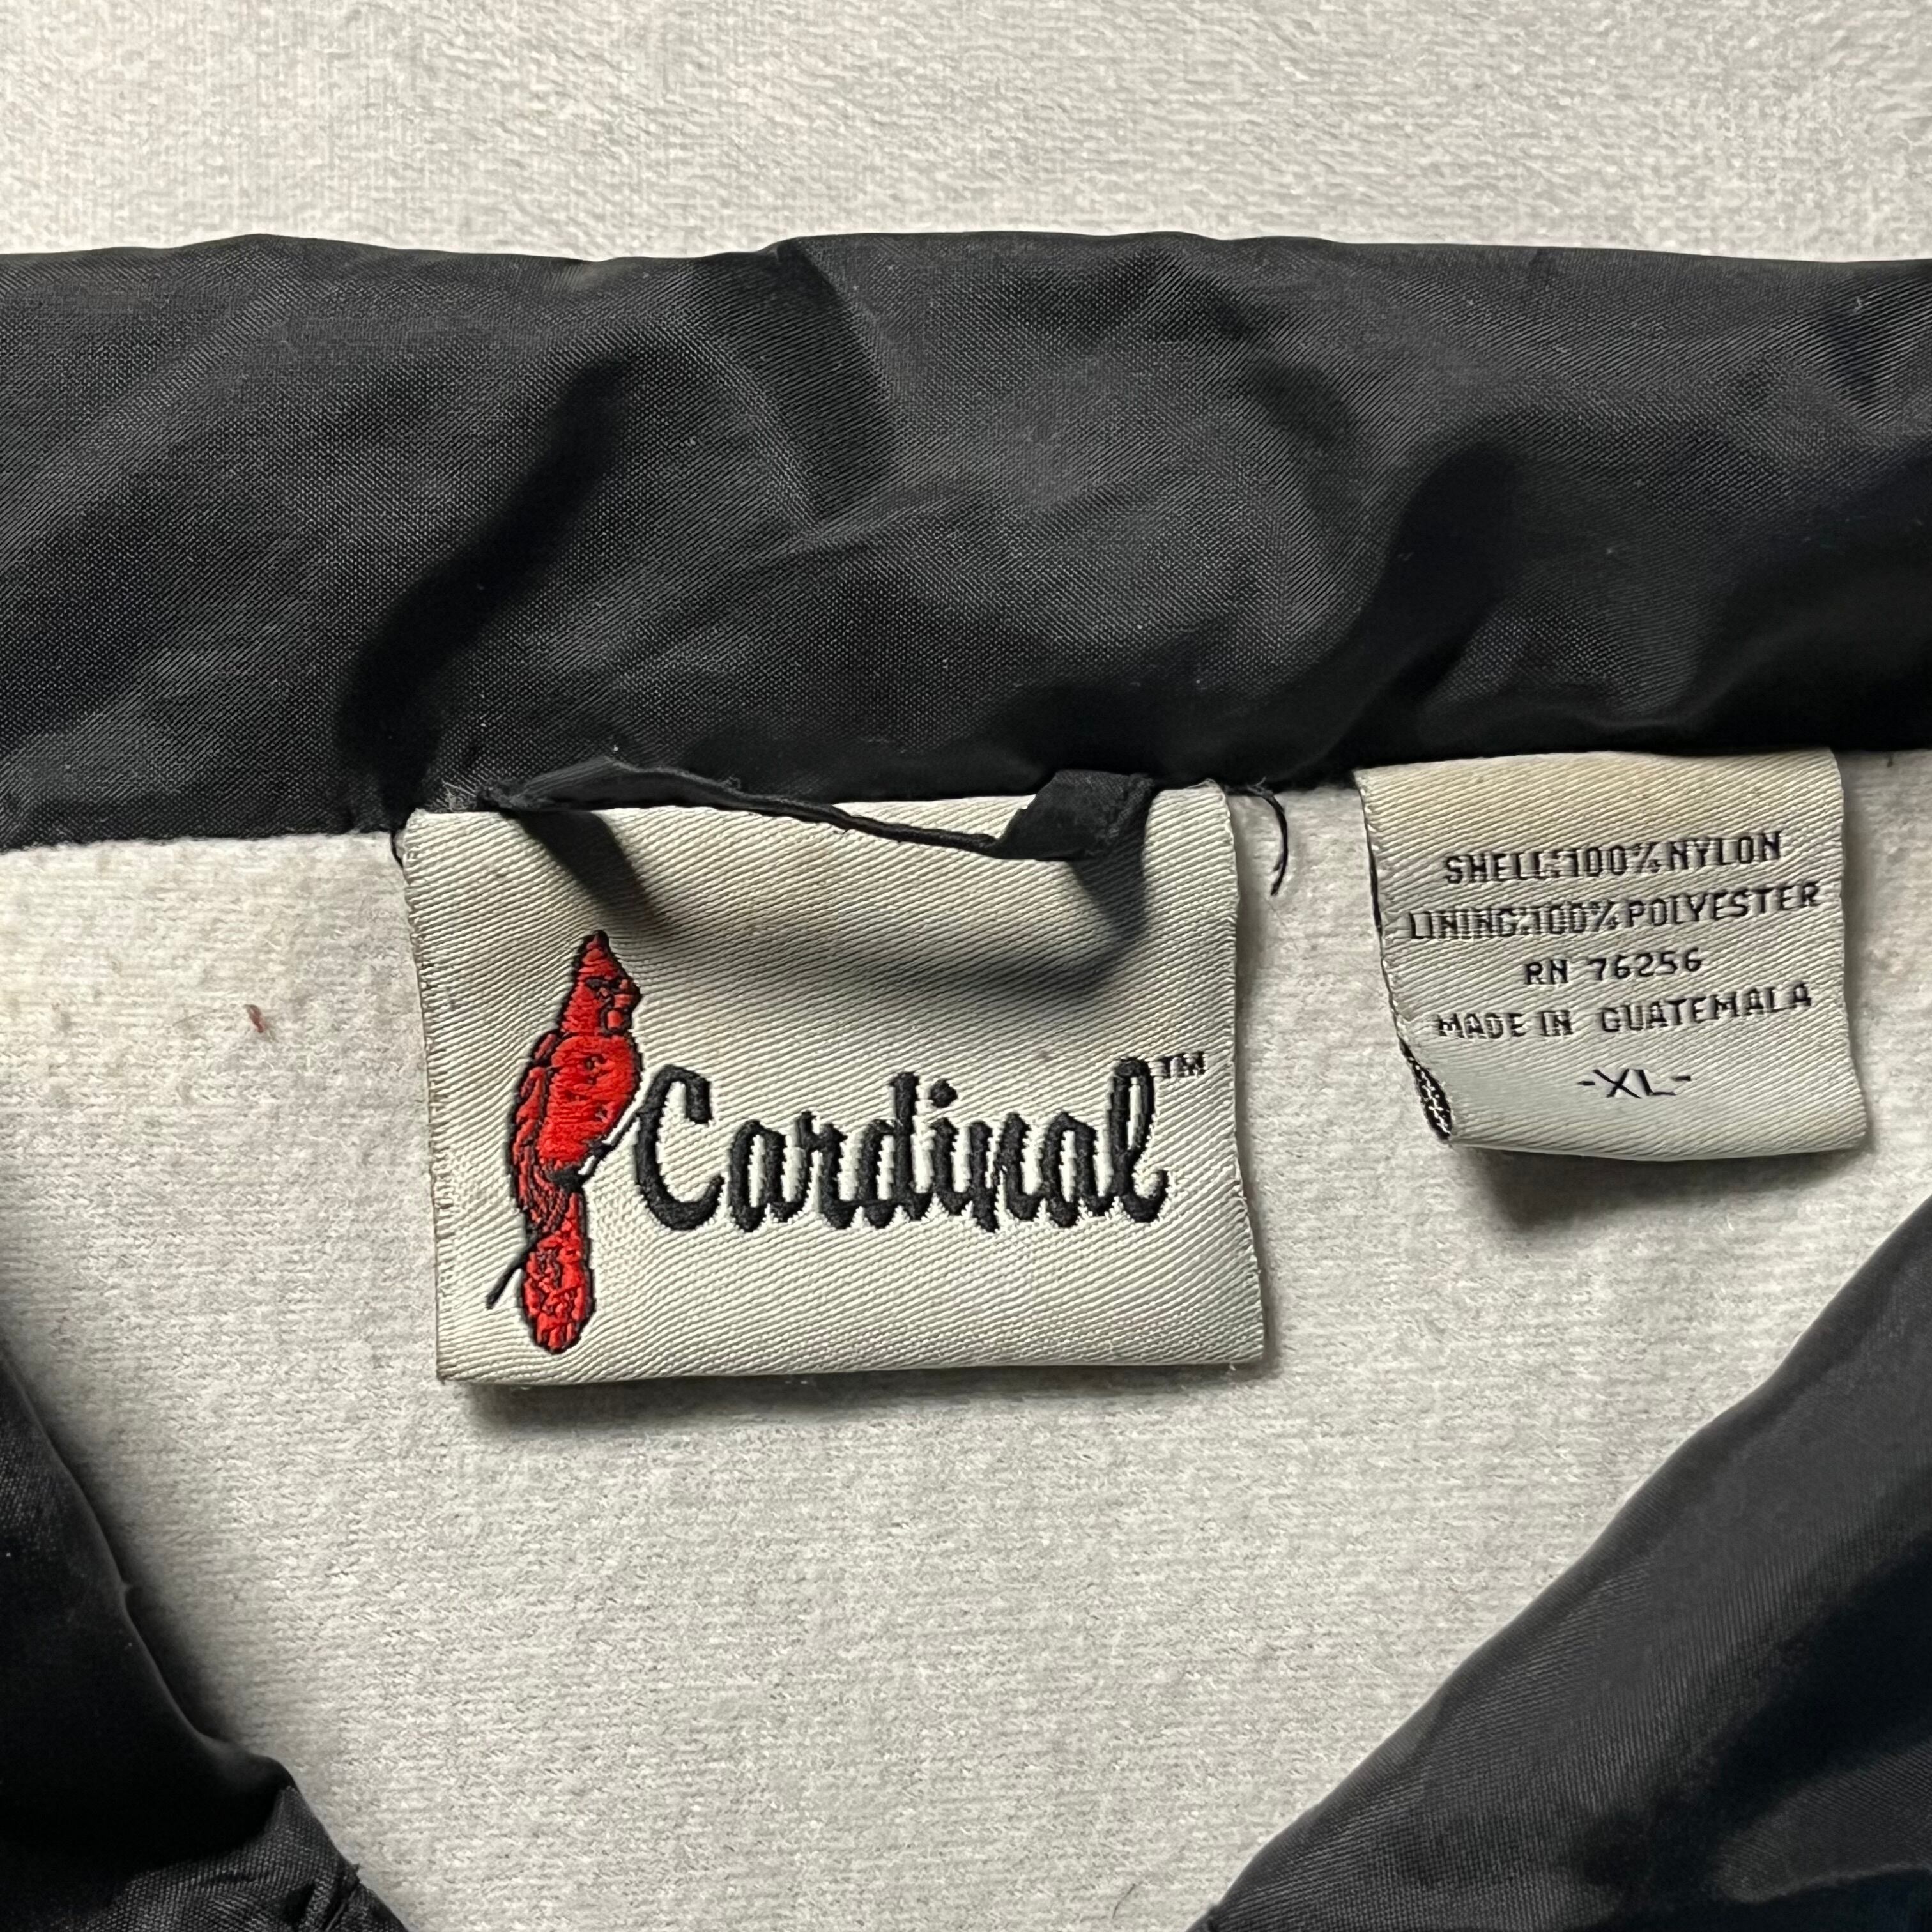 Cardinal™
SHELL:100% NYLON
LINING:100% POLYESTER
RN 76256
MADE IN GUATEMALA
-XL-